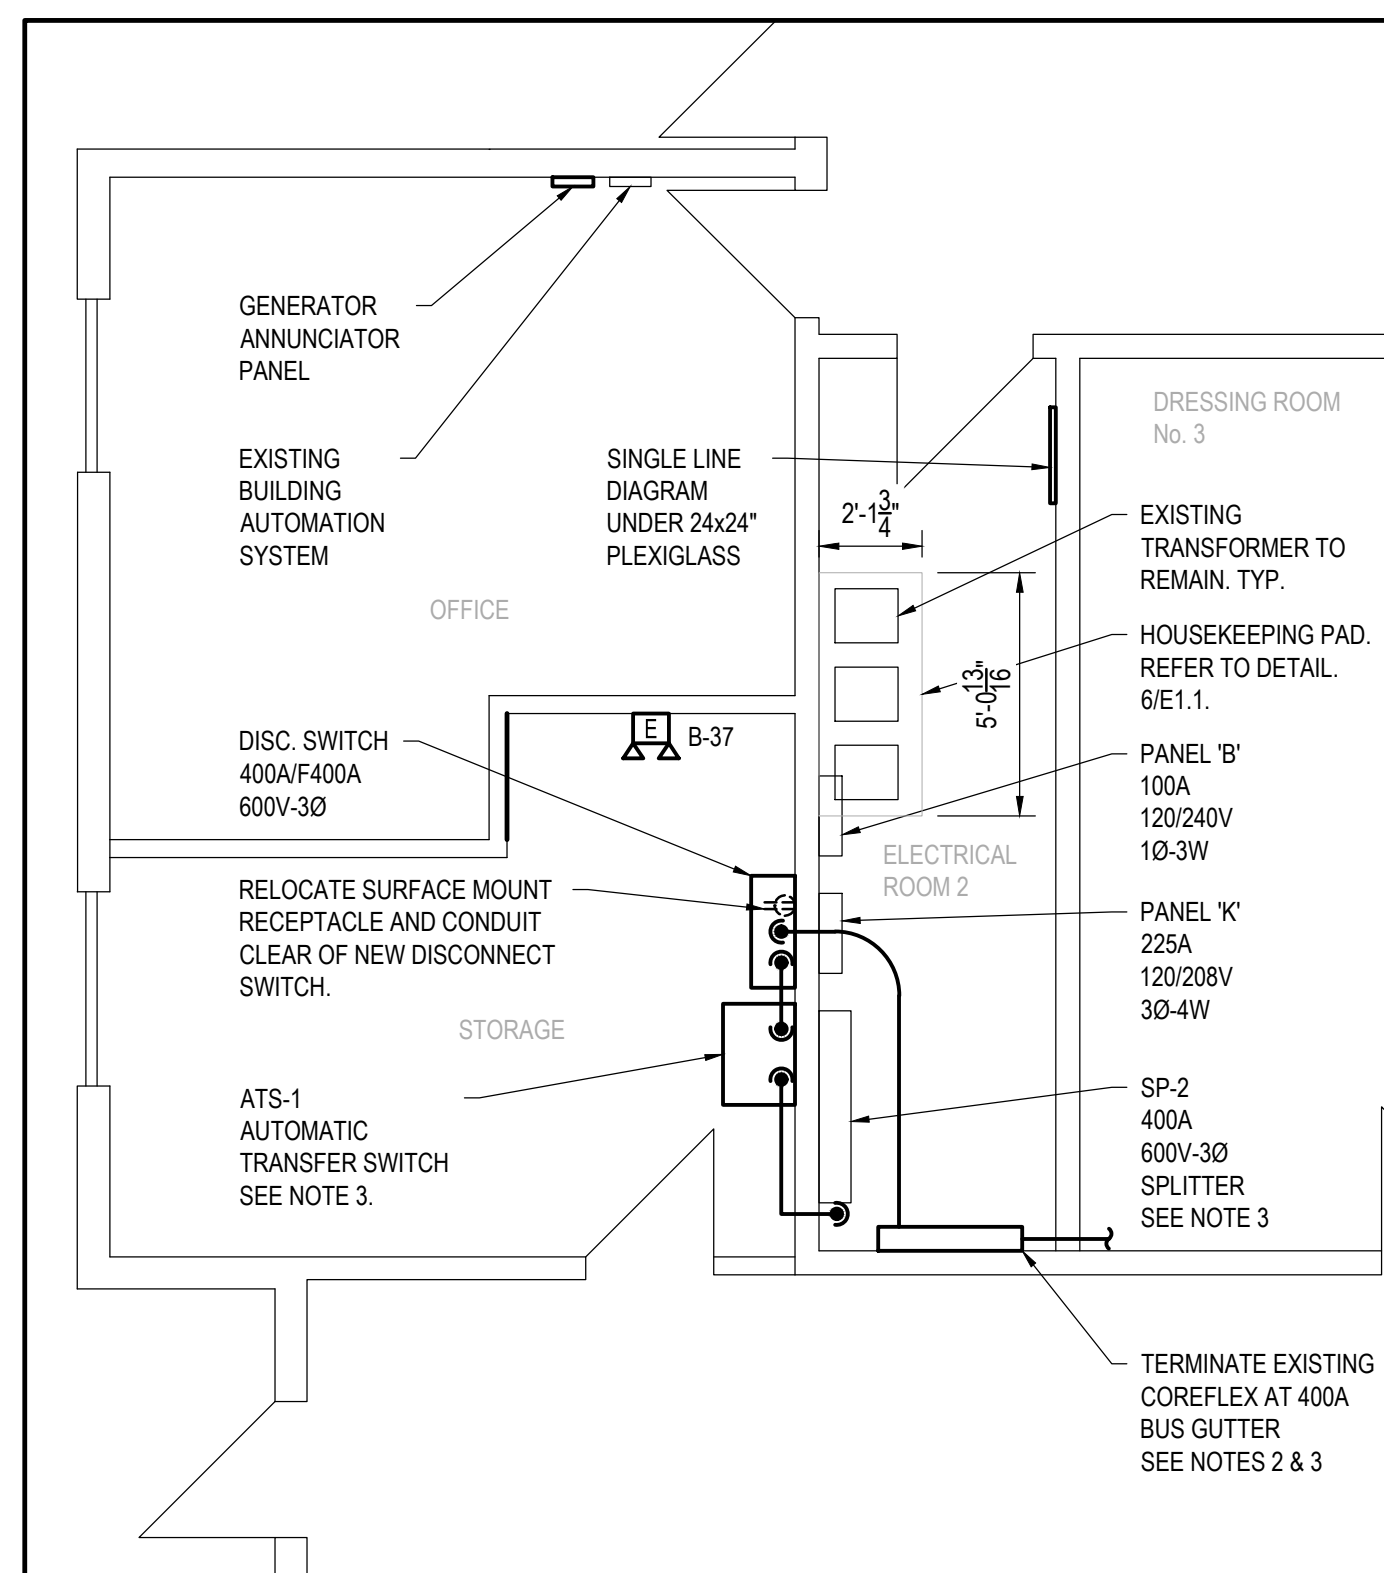 GENERATOR
ANNUNCIATOR
PANEL
EXISTING
BUILDING
AUTOMATION
SYSTEM
SINGLE LINE
DIAGRAM
UNDER 24x24"
PLEXIGLASS
2'-1 3/4"
DRESSING ROOM
No. 3
EXISTING
TRANSFORMER TO
REMAIN. TYP.
OFFICE
HOUSEKEEPING PAD.
REFER TO DETAIL.
6/E1.1.
5'-0 13/16"
DISC. SWITCH
400A/F400A
600V-3Ø
E
B-37
PANEL 'B'
100A
120/240V
1Ø-3W
ELECTRICAL
ROOM 2
RELOCATE SURFACE MOUNT
RECEPTACLE AND CONDUIT
CLEAR OF NEW DISCONNECT
SWITCH.
PANEL 'K'
225A
120/208V
3Ø-4W
STORAGE
ATS-1
AUTOMATIC
TRANSFER SWITCH
SEE NOTE 3.
SP-2
400A
600V-3Ø
SPLITTER
SEE NOTE 3
TERMINATE EXISTING
COREFLEX AT 400A
BUS GUTTER
SEE NOTES 2 & 3